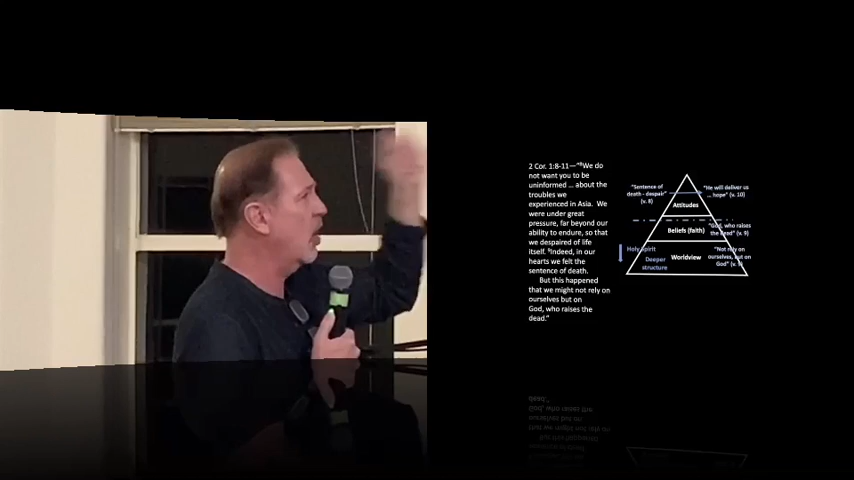 2 Cor. 1:8-11—"⁸We do
not want you to be
uninformed ... about the
troubles we
experienced in Asia.  We
were under great
pressure, far beyond our
ability to endure, so that
we despaired of life
itself. ⁹Indeed, in our
hearts we felt the
sentence of death.
But this happened
that we might not rely on
ourselves but on
God, who raises the
dead."
"Sentence of
death - despair"
(v. 8)
"He will deliver us
... hope" (v. 10)
Attitudes
Beliefs (faith)
"God, who raises
the dead" (v. 9)
Holy Spirit
Deeper
structure
Worldview
"Not rely on
ourselves, but on
God" (v. 9)